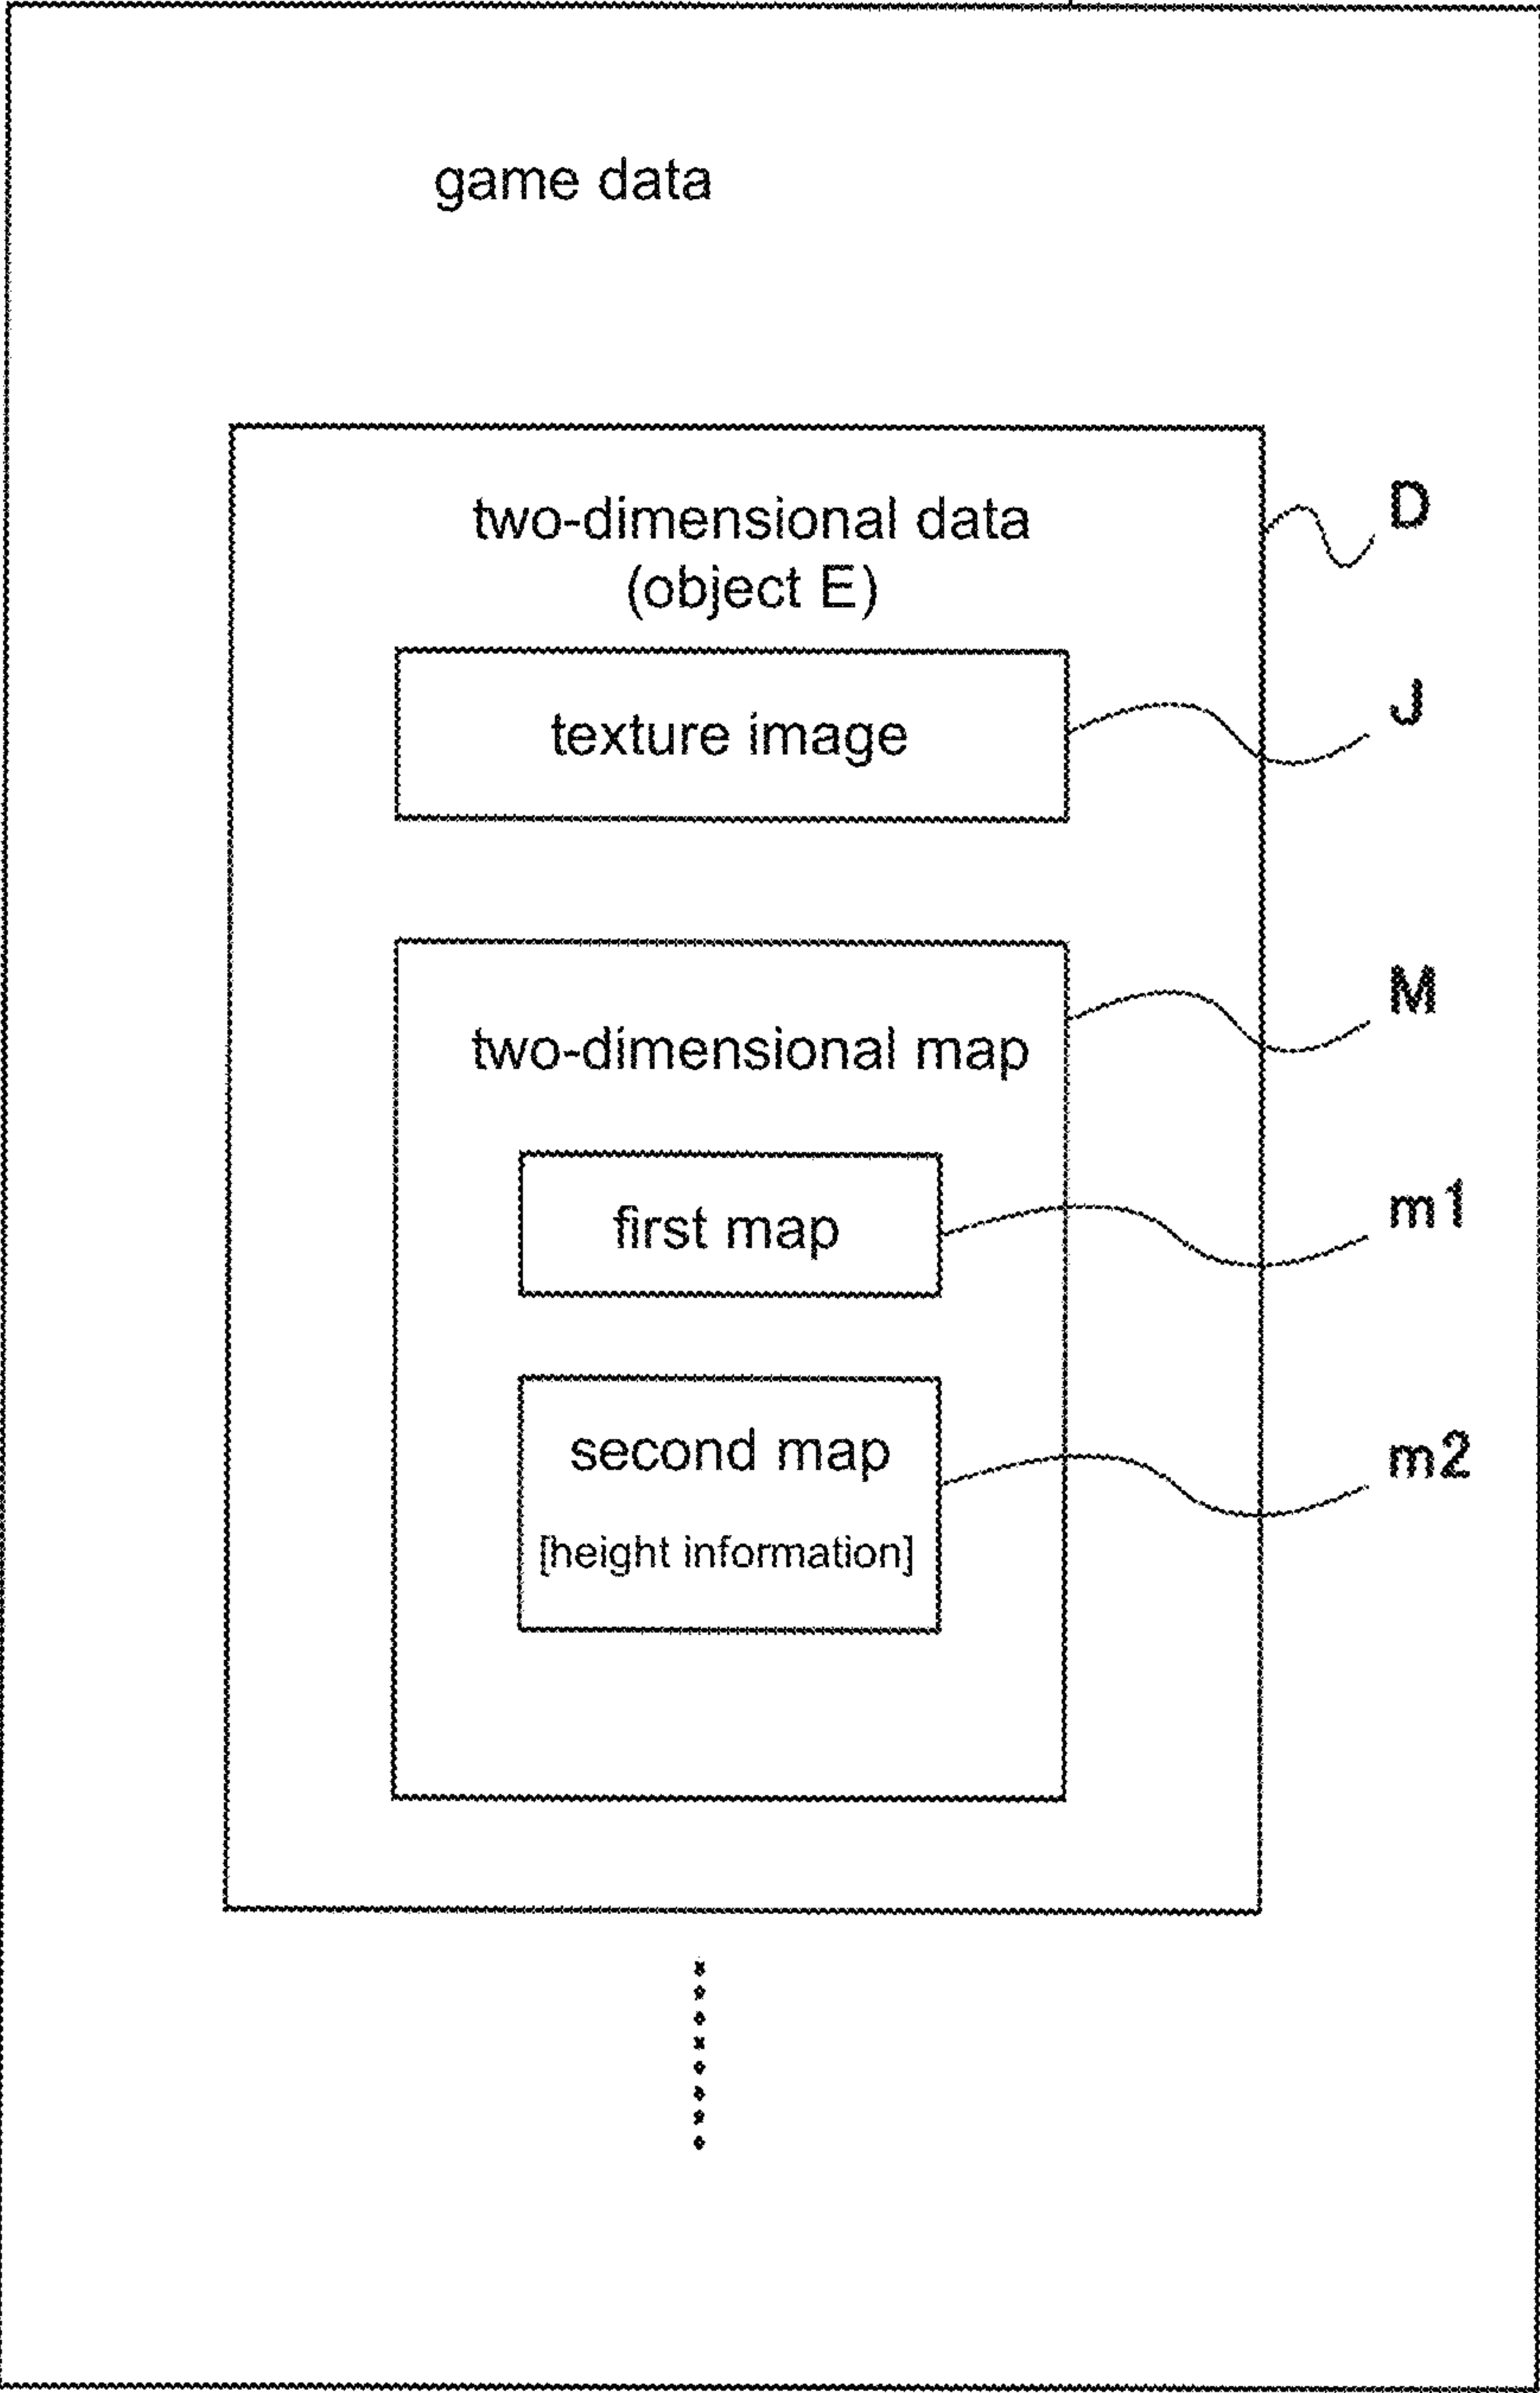 game data
two-dimensional data
(object E)
D
texture image
J
two-dimensional map
M
first map
m1
second map
[height information]
m2